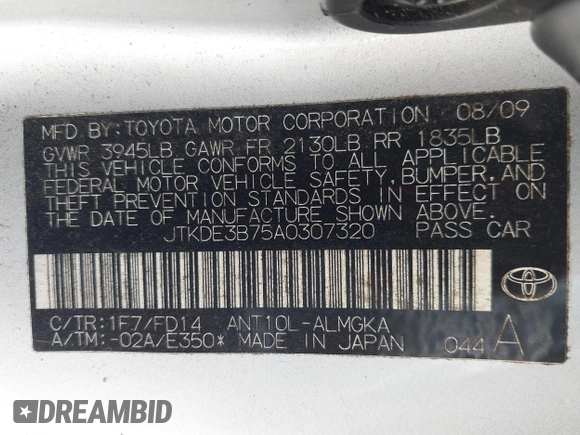 MFD BY:TOYOTA MOTOR CORPORATION 08/09
GVWR 3945LB GAWR FR 2130LB RR 1835LB
THIS VEHICLE CONFORMS TO ALL APPLICABLE
FEDERAL MOTOR VEHICLE SAFETY, BUMPER, AND
THEFT PREVENTION STANDARDS IN EFFECT ON
THE DATE OF MANUFACTURE SHOWN ABOVE.
JTKDE3B75A0307320 PASS CAR
C/TR:1F7/FD14 ANT10L-ALMGKA
A/TM:-02A/E350* MADE IN JAPAN 044 A
TOYOTA
DREAMBID